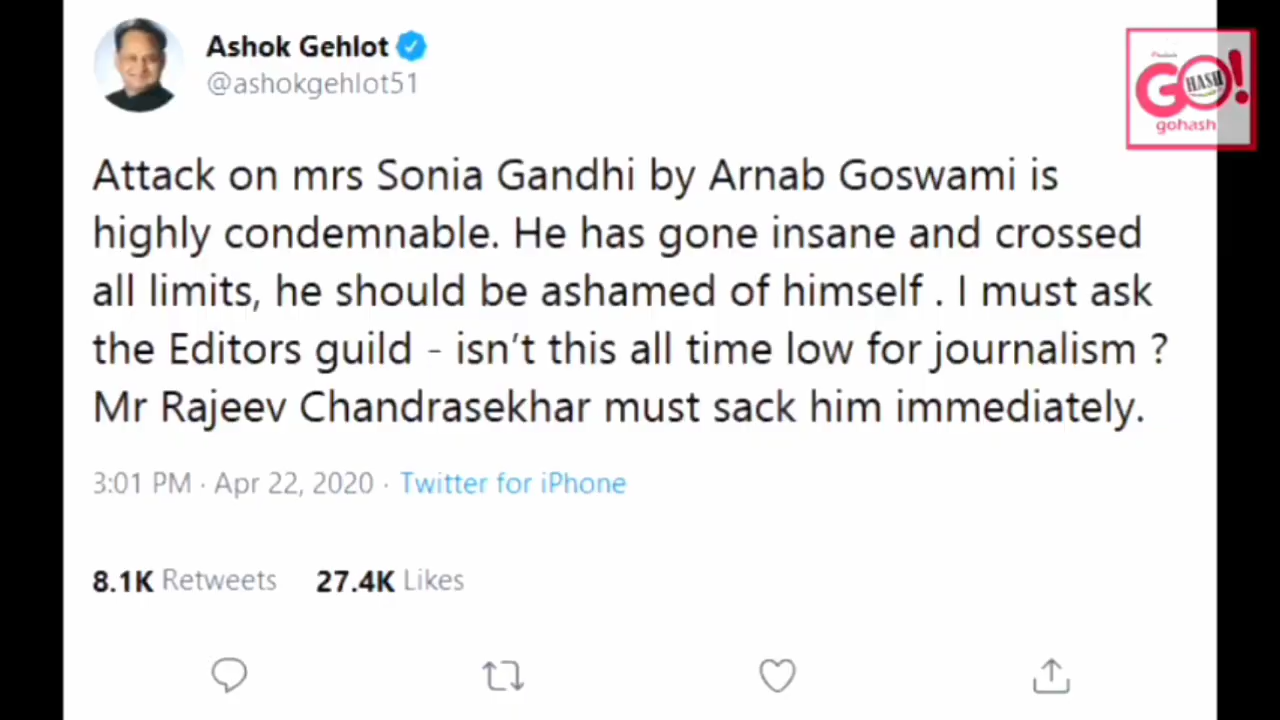 Ashok Gehlot
@ashokgehlot51
GO!
HASH
gohash
Attack on mrs Sonia Gandhi by Arnab Goswami is
highly condemnable. He has gone insane and crossed
all limits, he should be ashamed of himself . I must ask
the Editors guild - isn't this all time low for journalism ?
Mr Rajeev Chandrasekhar must sack him immediately.
3:01 PM · Apr 22, 2020 · Twitter for iPhone
8.1K Retweets 27.4K Likes